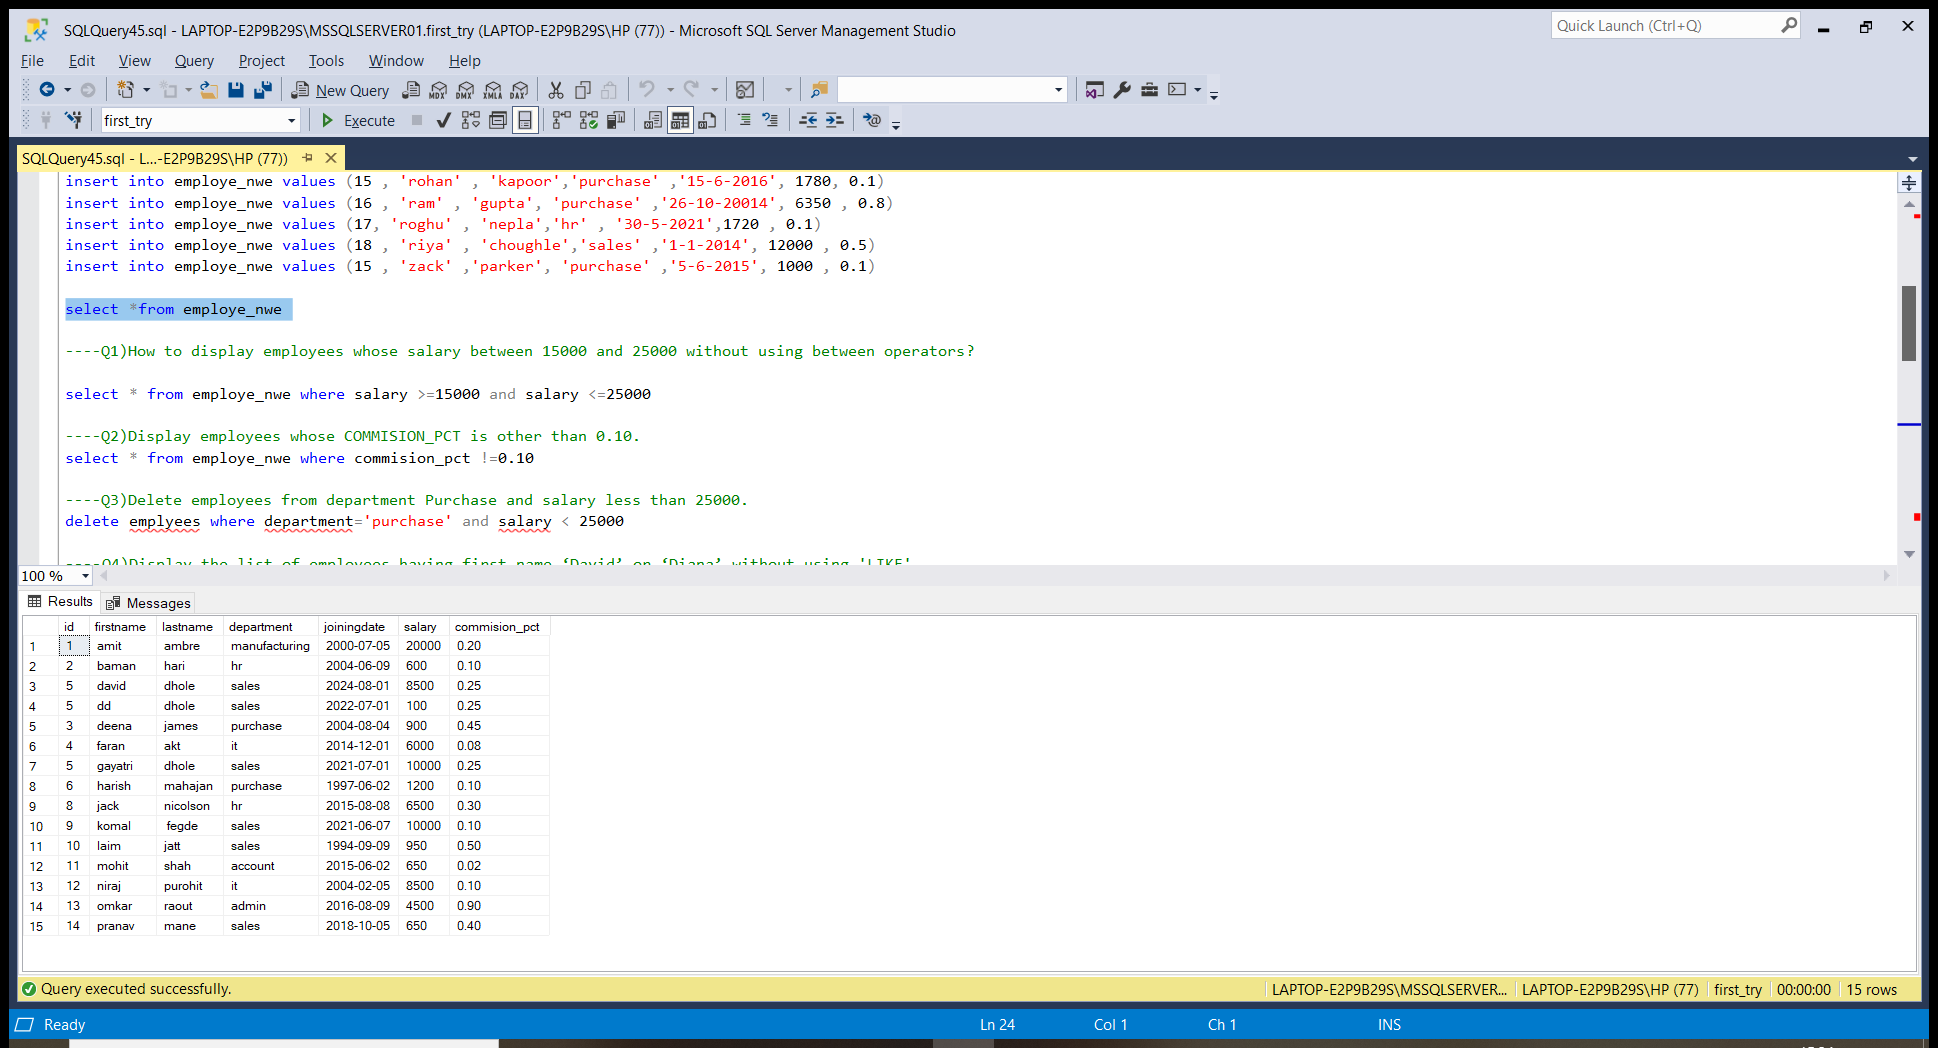 SQLQuery45.sql - LAPTOP-E2P9B29S\MSSQLSERVER01.first_try (LAPTOP-E2P9B29S\HP (77)) - Microsoft SQL Server Management Studio
Quick Launch (Ctrl+Q)
File Edit View Query Project Tools Window Help
New Query MDX DMX XMLA DAX
first_try Execute
SQLQuery45.sql - L...-E2P9B29S\HP (77))
insert into employe_nwe values (15 , 'rohan' , 'kapoor','purchase' ,'15-6-2016', 1780, 0.1)
insert into employe_nwe values (16 , 'ram' , 'gupta', 'purchase' ,'26-10-20014', 6350 , 0.8)
insert into employe_nwe values (17, 'roghu' , 'nepla','hr' , '30-5-2021',1720 , 0.1)
insert into employe_nwe values (18 , 'riya' , 'choughle','sales' ,'1-1-2014', 12000 , 0.5)
insert into employe_nwe values (15 , 'zack' ,'parker', 'purchase' ,'5-6-2015', 1000 , 0.1)
select *from employe_nwe
----Q1)How to display employees whose salary between 15000 and 25000 without using between operators?
select * from employe_nwe where salary >=15000 and salary <=25000
----Q2)Display employees whose COMMISION_PCT is other than 0.10.
select * from employe_nwe where commision_pct !=0.10
----Q3)Delete employees from department Purchase and salary less than 25000.
delete emplyees where department='purchase' and salary < 25000
----Q4)Display the list of employees having first name ‘David’ or ‘Diana’ without using 'LIKE'
100 %
Results Messages
id firstname lastname department joiningdate salary commision_pct
1 1 amit ambre manufacturing 2000-07-05 20000 0.20
2 2 baman hari hr 2004-06-09 600 0.10
3 5 david dhole sales 2024-08-01 8500 0.25
4 5 dd dhole sales 2022-07-01 100 0.25
5 3 deena james purchase 2004-08-04 900 0.45
6 4 faran akt it 2014-12-01 6000 0.08
7 5 gayatri dhole sales 2021-07-01 10000 0.25
8 6 harish mahajan purchase 1997-06-02 1200 0.10
9 8 jack nicolson hr 2015-08-08 6500 0.30
10 9 komal fegde sales 2021-06-07 10000 0.10
11 10 laim jatt sales 1994-09-09 950 0.50
12 11 mohit shah account 2015-06-02 650 0.02
13 12 niraj purohit it 2004-02-05 8500 0.10
14 13 omkar raout admin 2016-08-09 4500 0.90
15 14 pranav mane sales 2018-10-05 650 0.40
Query executed successfully. LAPTOP-E2P9B29S\MSSQLSERVER... LAPTOP-E2P9B29S\HP (77) first_try 00:00:00 15 rows
Ready Ln 24 Col 1 Ch 1 INS